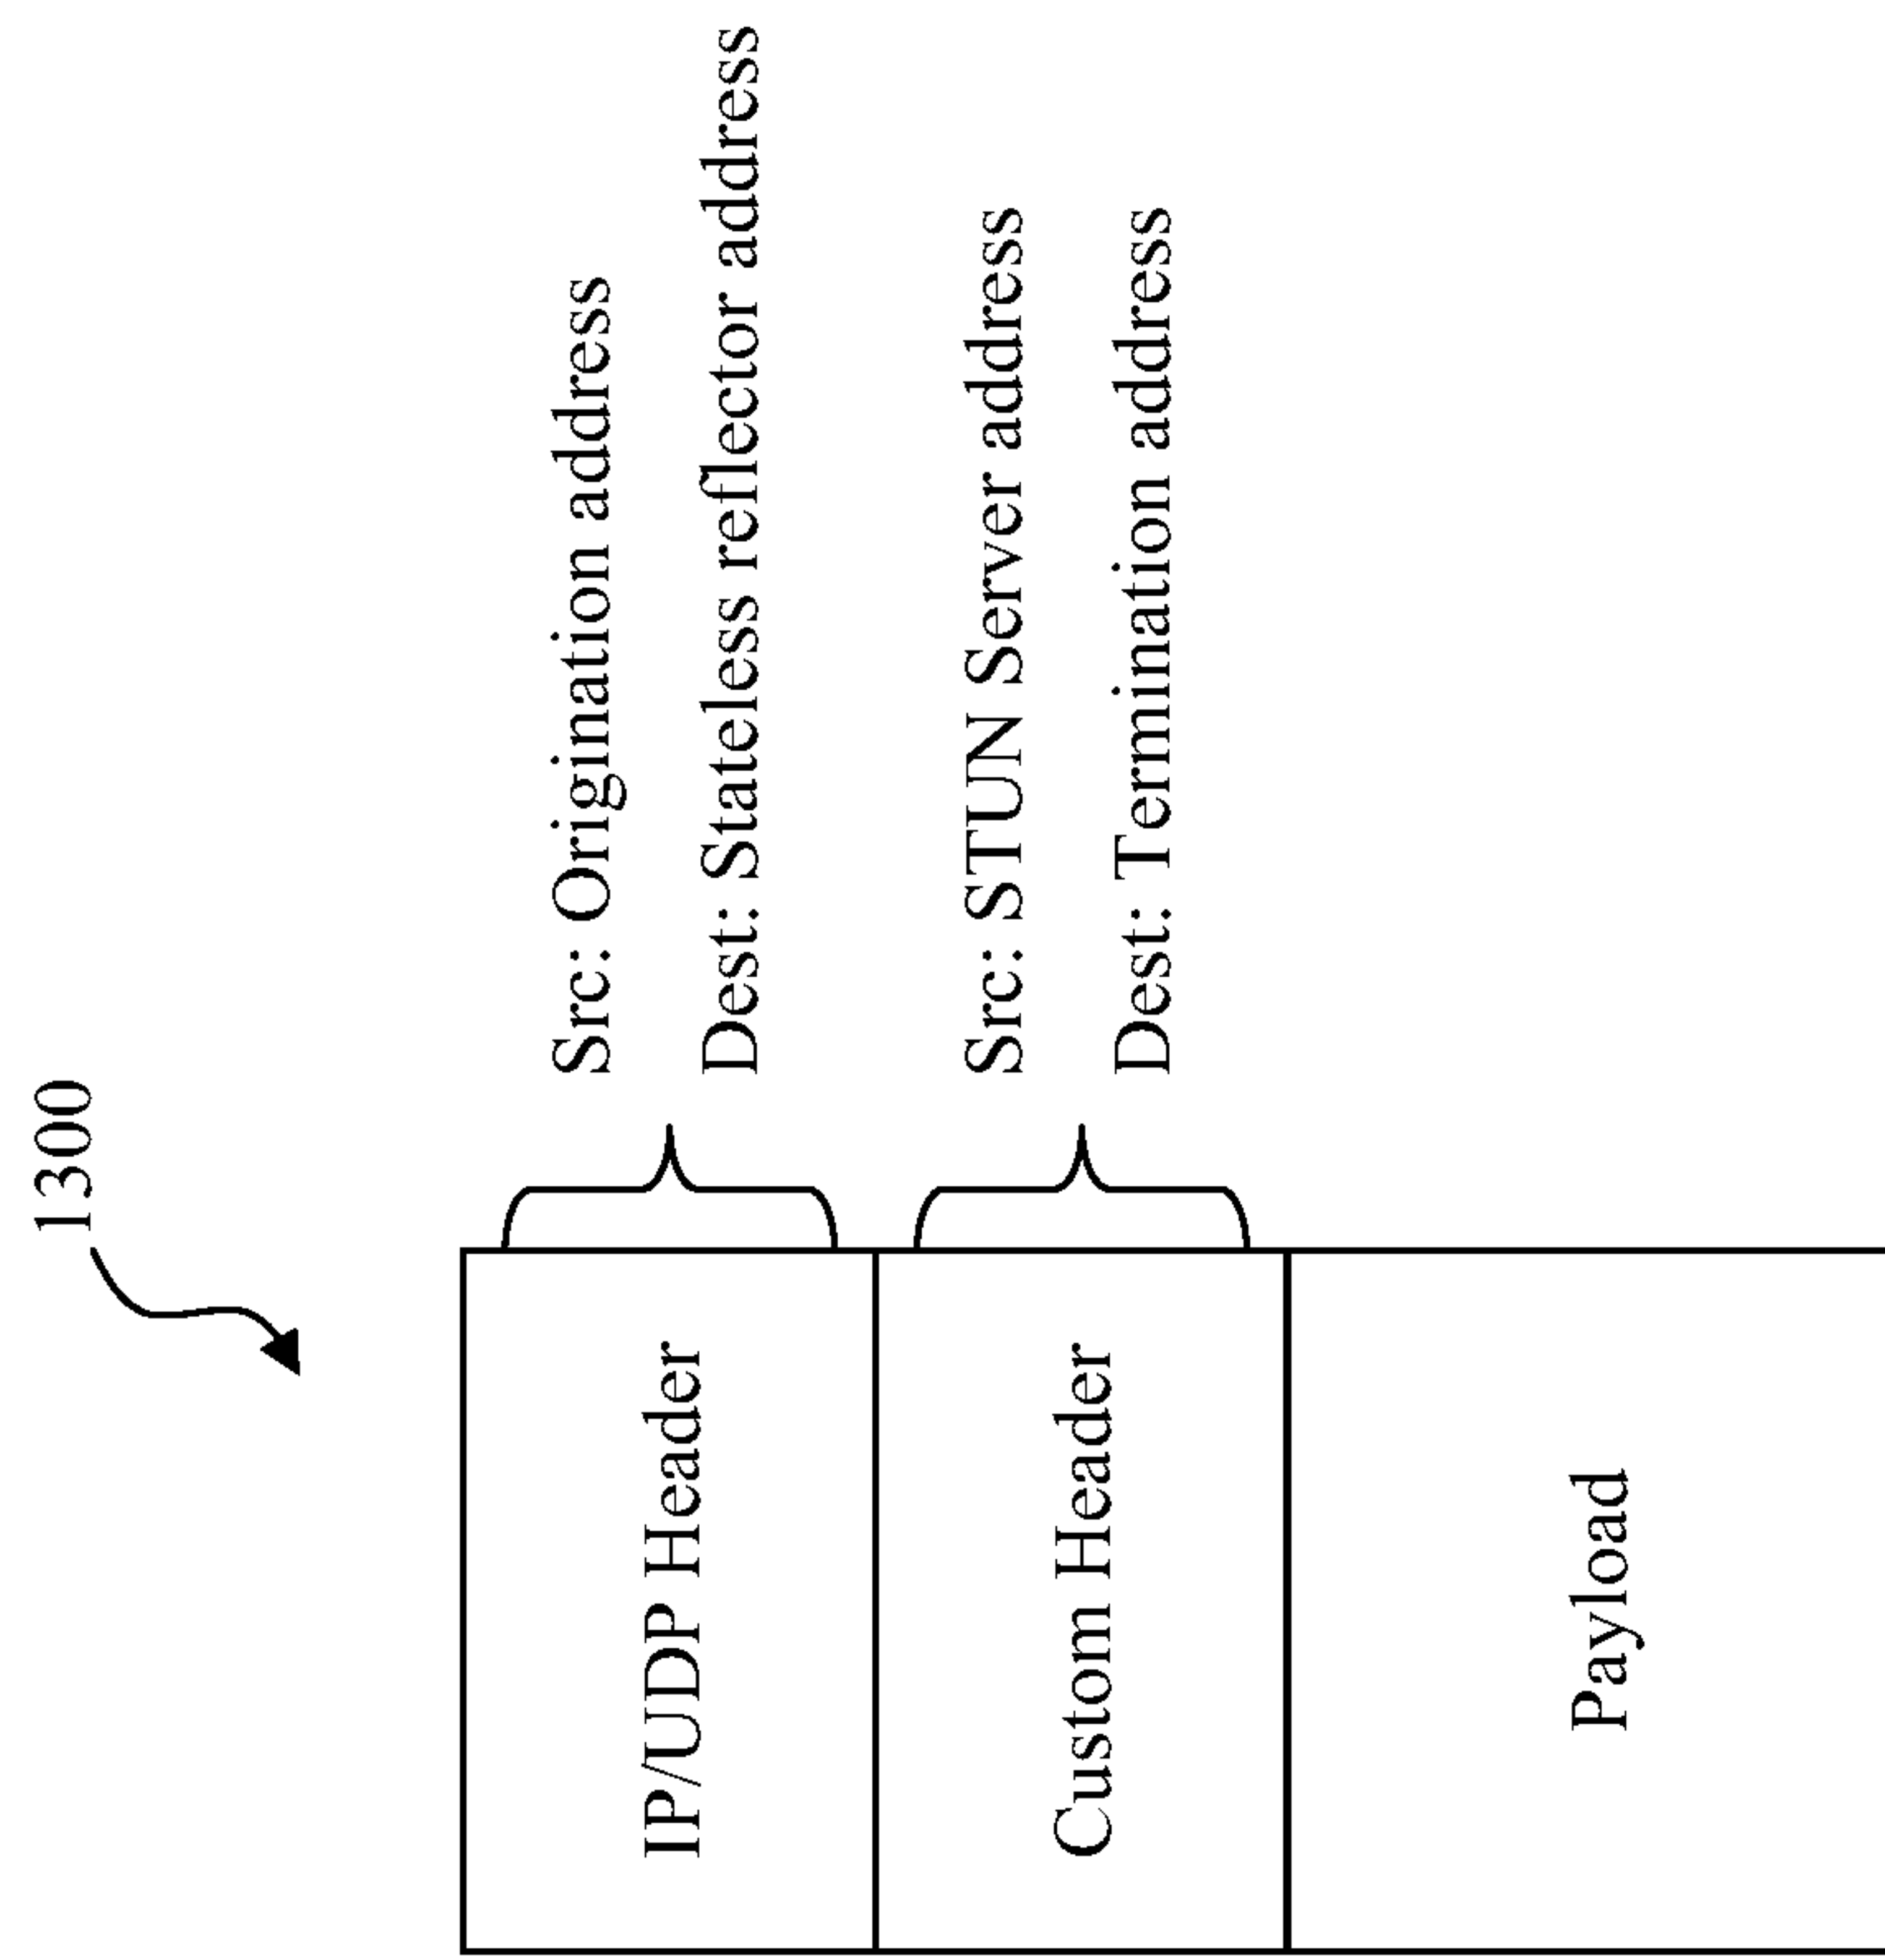 1300
IP/UDP Header
Src: Origination address
Dest: Stateless reflector address
Custom Header
Src: STUN Server address
Dest: Termination address
Payload